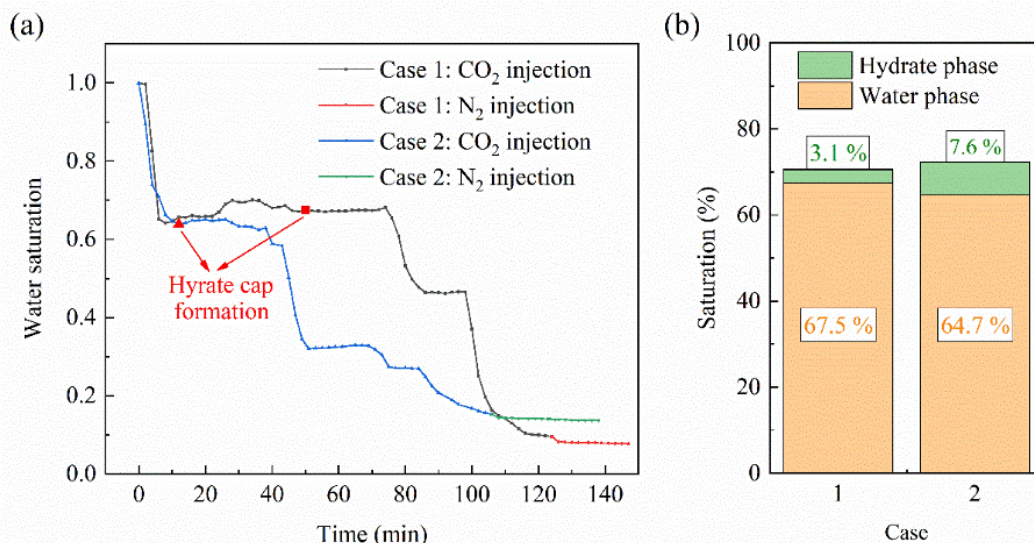 (a)
Water saturation
1.0
0.8
0.6
0.4
0.2
0.0
Case 1: CO₂ injection
Case 1: N₂ injection
Case 2: CO₂ injection
Case 2: N₂ injection
Hyrate cap
formation
0 20 40 60 80 100 120 140
Time (min)
(b)
Saturation (%)
100
80
60
40
20
0
Hydrate phase
Water phase
3.1 %
7.6 %
67.5 %
64.7 %
1 2
Case